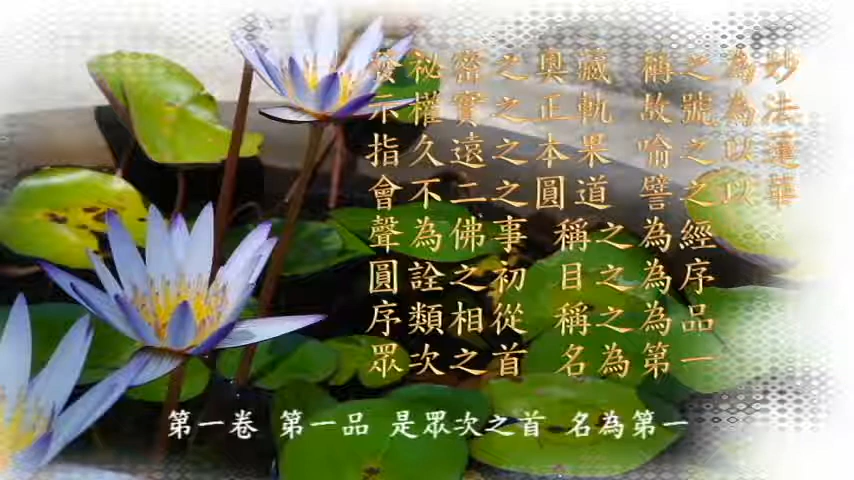 發祕密之奧藏 稱之為妙
示權實之正軌 故號為法
指久遠之本果 喻之以蓮
會不二之圓道 譬之以華
聲為佛事 稱之為經
圓詮之初 目之為序
序類相從 稱之為品
眾次之首 名為第一
第一卷 第一品 是眾次之首 名為第一